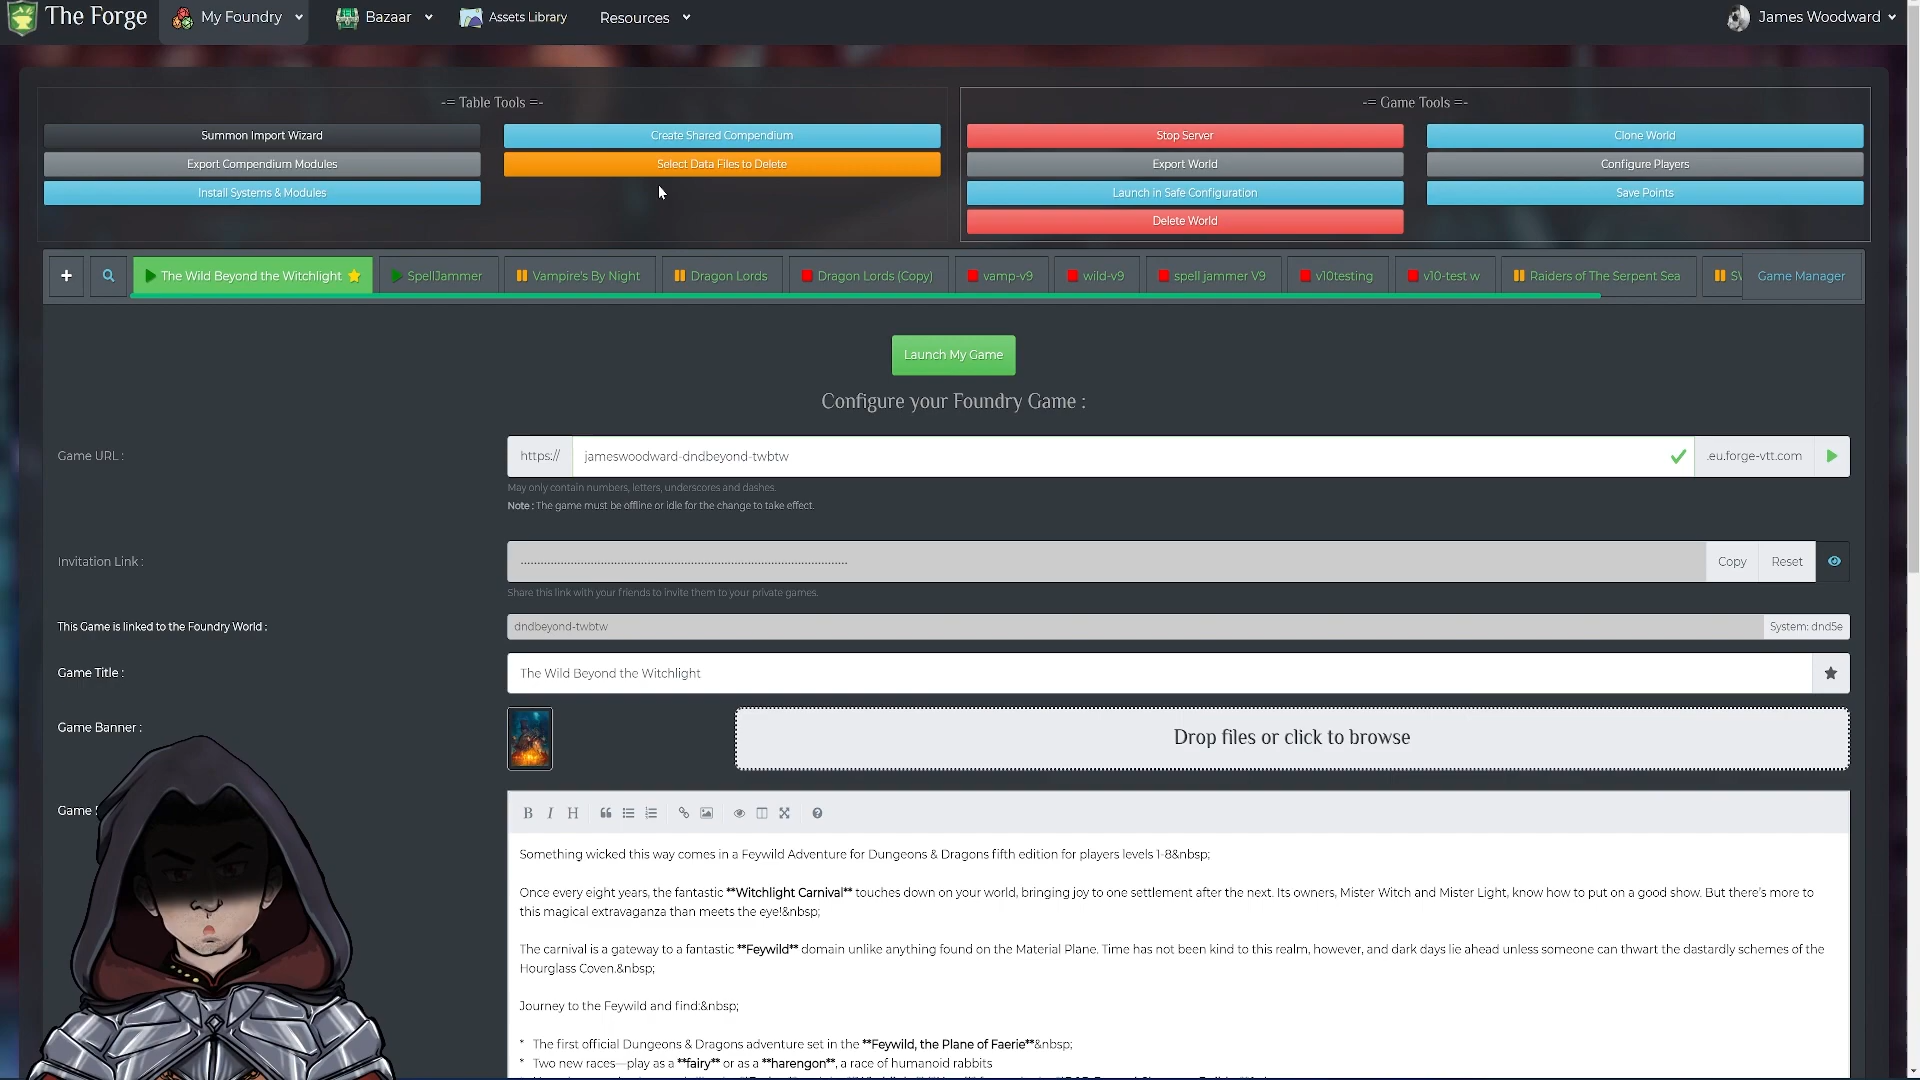 The Forge
My Foundry
Bazaar
Assets Library
Resources
James Woodward
-= Table Tools =-
-= Game Tools =-
Summon Import Wizard
Create Shared Compendium
Stop Server
Clone World
Export Compendium Modules
Select Data Files to Delete
Export World
Configure Players
Install Systems & Modules
Launch in Safe Configuration
Save Points
Delete World
The Wild Beyond the Witchlight
SpellJammer
Vampire's By Night
Dragon Lords
Dragon Lords (Copy)
vamp-v9
wild-v9
spell jammer V9
v10testing
v10-test w
Raiders of The Serpent Sea
Game Manager
Launch My Game
Configure your Foundry Game :
Game URL :
https://
jameswoodward-dndbeyond-twbtw
.eu.forge-vtt.com
May only contain numbers, letters, underscores and dashes.
Note : The game must be offline or idle for the change to take effect.
Invitation Link :
Copy
Reset
Share this link with your friends to invite them to your private games.
This Game is linked to the Foundry World :
dndbeyond-twbtw
System: dnd5e
Game Title :
The Wild Beyond the Witchlight
Game Banner :
Drop files or click to browse
Game
B I H
Something wicked this way comes in a Feywild Adventure for Dungeons & Dragons fifth edition for players levels 1-8&nbsp;
Once every eight years, the fantastic **Witchlight Carnival** touches down on your world, bringing joy to one settlement after the next. Its owners, Mister Witch and Mister Light, know how to put on a good show. But there's more to
this magical extravaganza than meets the eye!&nbsp;
The carnival is a gateway to a fantastic **Feywild** domain unlike anything found on the Material Plane. Time has not been kind to this realm, however, and dark days lie ahead unless someone can thwart the dastardly schemes of the
Hourglass Coven.&nbsp;
Journey to the Feywild and find:&nbsp;
* The first official Dungeons & Dragons adventure set in the **Feywild, the Plane of Faerie**&nbsp;
* Two new races—play as a **fairy** or as a **harengon**, a race of humanoid rabbits